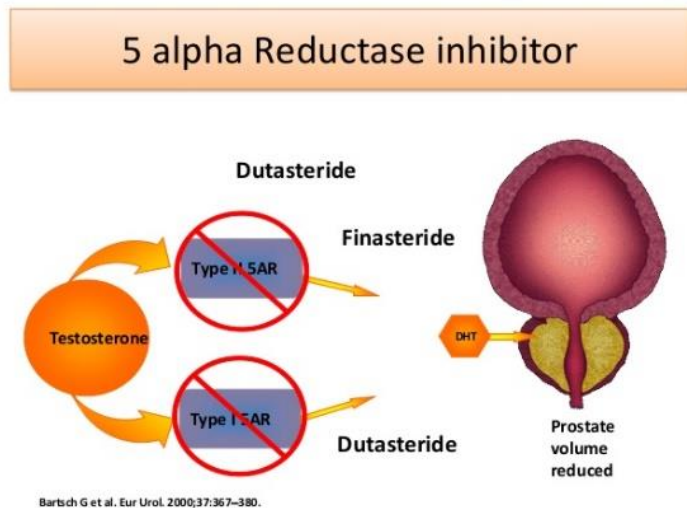 5 alpha Reductase inhibitor
Dutasteride
Finasteride
Type II 5AR
Testosterone
DHT
Type I 5AR
Dutasteride
Prostate
volume
reduced
Bartsch G et al. Eur Urol. 2000;37:367–380.